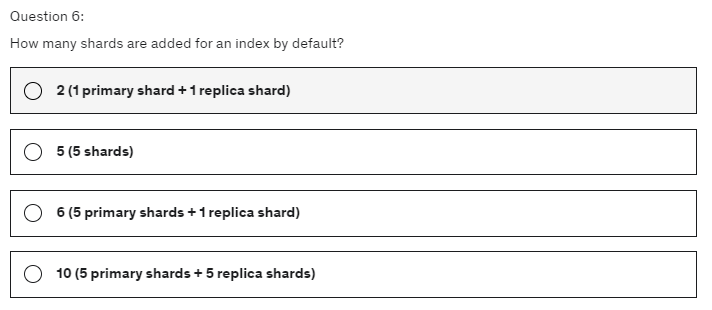 Question 6:
How many shards are added for an index by default?
2 (1 primary shard + 1 replica shard)
5 (5 shards)
6 (5 primary shards + 1 replica shard)
10 (5 primary shards + 5 replica shards)